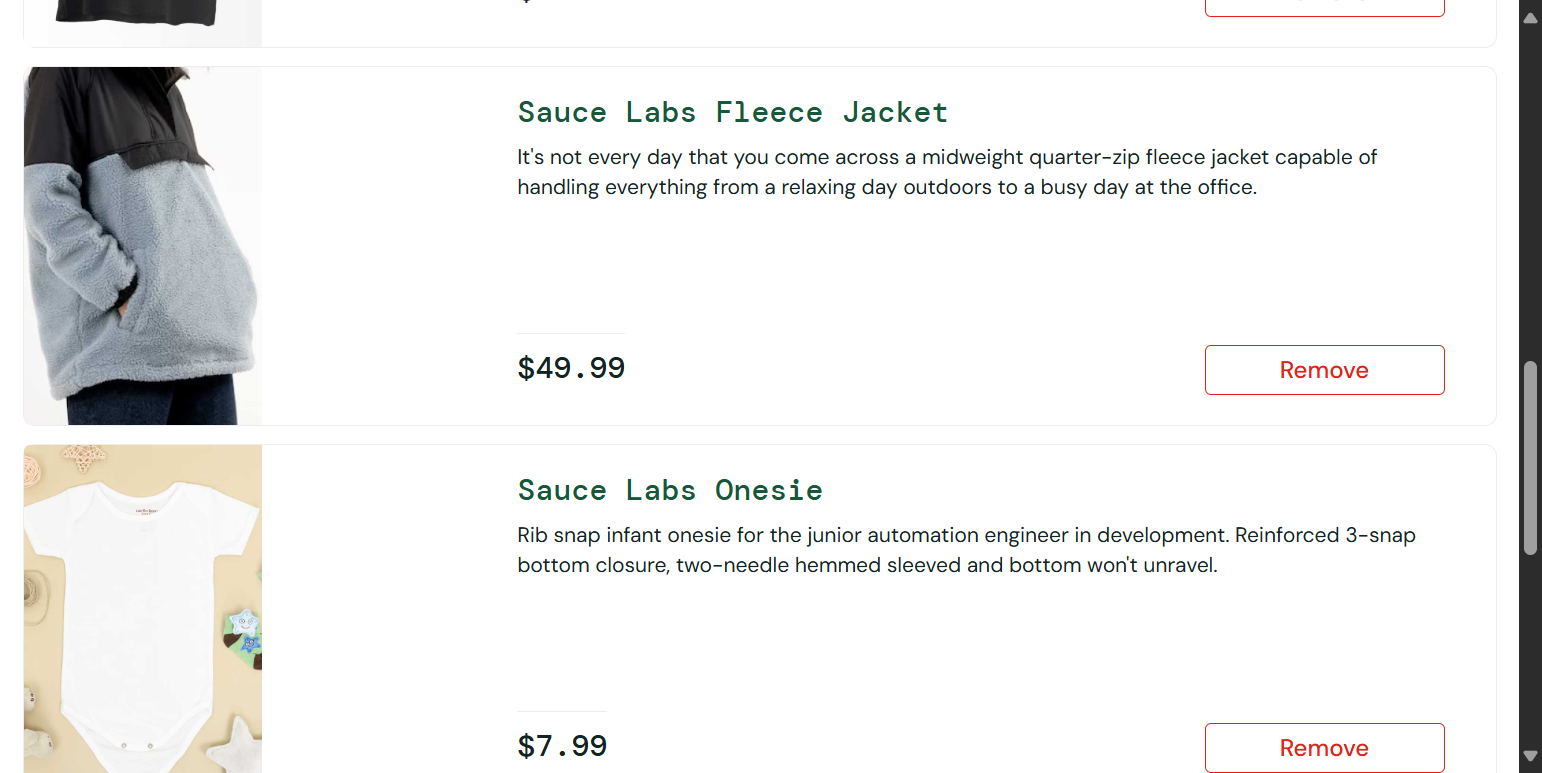 Sauce Labs Fleece Jacket
It's not every day that you come across a midweight quarter-zip fleece jacket capable of
handling everything from a relaxing day outdoors to a busy day at the office.
$49.99
Remove
Sauce Labs Onesie
Rib snap infant onesie for the junior automation engineer in development. Reinforced 3-snap
bottom closure, two-needle hemmed sleeved and bottom won't unravel.
$7.99
Remove